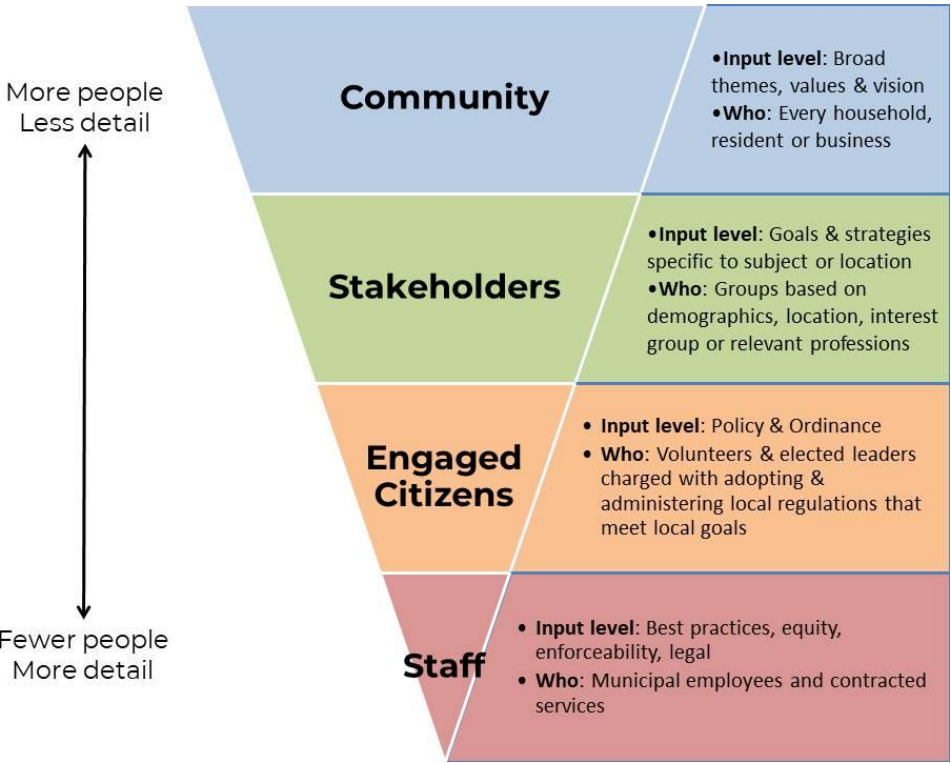 More people
Less detail
Community
•Input level: Broad
themes, values & vision
•Who: Every household,
resident or business
Stakeholders
•Input level: Goals & strategies
specific to subject or location
•Who: Groups based on
demographics, location, interest
group or relevant professions
Engaged
Citizens
• Input level: Policy & Ordinance
• Who: Volunteers & elected leaders
charged with adopting &
administering local regulations that
meet local goals
Fewer people
More detail
Staff
• Input level: Best practices, equity,
enforceability, legal
• Who: Municipal employees and contracted
services